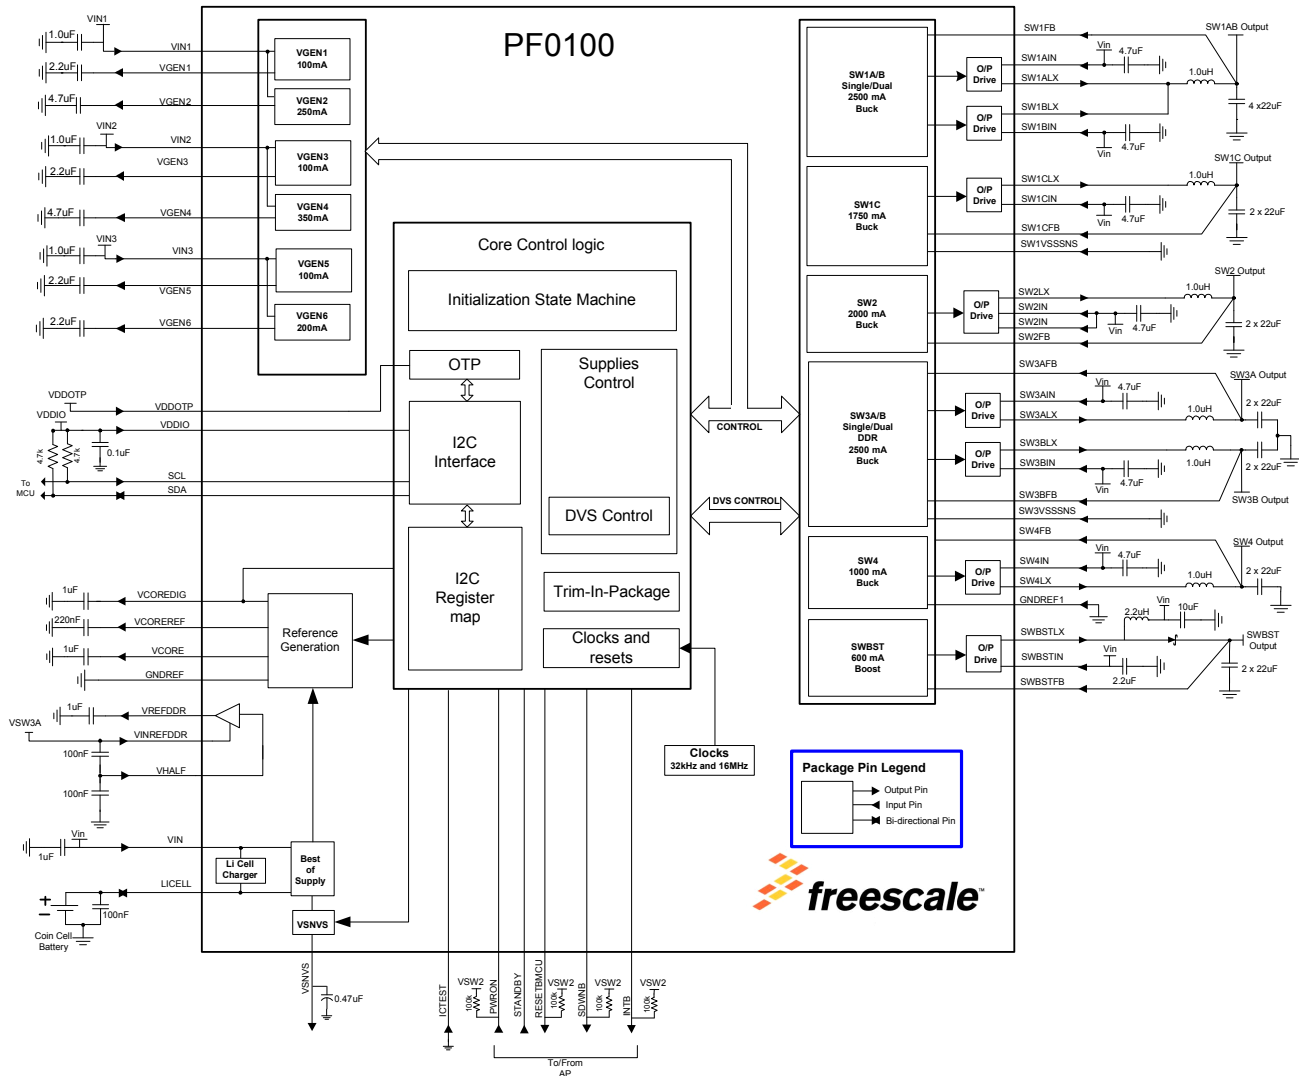 PF0100
VIN1
1.0uF
VIN1
2.2uF
VGEN1
4.7uF
VGEN2
VIN2
1.0uF
VIN2
VGEN3
2.2uF
4.7uF
VGEN4
VIN3
1.0uF
VIN3
2.2uF
VGEN5
2.2uF
VGEN6
VGEN1
100mA
VGEN2
250mA
VGEN3
100mA
VGEN4
350mA
VGEN5
100mA
VGEN6
200mA
Core Control logic
Initialization State Machine
OTP
I2C
Interface
I2C
Register
map
Supplies
Control
DVS Control
Trim-In-Package
Clocks and
resets
CONTROL
DVS CONTROL
VDDOTP
VDDOTP
VDDIO
VDDIO
4.7k
4.7k
0.1uF
To
MCU
SCL
SDA
1uF
VCOREDIG
220nF
VCOREREF
1uF
VCORE
GNDREF
Reference
Generation
1uF
VREFDDR
VSW3A
VINREFDDR
100nF
VHALF
100nF
Vin
VIN
1uF
Li Cell
Charger
Best
of
Supply
LICELL
+
–
100nF
Coin Cell
Battery
VSNVS
VSNVS
0.47uF
ICTEST
VSW2
100k
PWRON
STANDBY
RESETBMCU
VSW2
100k
SDWNB
VSW2
100k
INTB
VSW2
100k
To/From
AP
Clocks
32kHz and 16MHz
SW1A/B
Single/Dual
2500 mA
Buck
SW1C
1750 mA
Buck
SW2
2000 mA
Buck
SW3A/B
Single/Dual
DDR
2500 mA
Buck
SW4
1000 mA
Buck
SWBST
600 mA
Boost
O/P
Drive
O/P
Drive
O/P
Drive
O/P
Drive
O/P
Drive
O/P
Drive
O/P
Drive
O/P
Drive
SW1FB
SW1AB Output
Vin
4.7uF
SW1AIN
SW1ALX
1.0uH
4 x22uF
SW1BLX
SW1BIN
Vin
4.7uF
SW1C Output
SW1CLX
1.0uH
SW1CIN
Vin
4.7uF
2 x 22uF
SW1CFB
SW1VSSSNS
SW2 Output
SW2LX
1.0uH
SW2IN
SW2IN
Vin
4.7uF
2 x 22uF
SW2FB
SW3AFB
SW3A Output
Vin
4.7uF
SW3AIN
2 x 22uF
SW3ALX
1.0uH
SW3BLX
1.0uH
SW3BIN
Vin
4.7uF
2 x 22uF
SW3BFB
SW3B Output
SW3VSSSNS
SW4FB
SW4 Output
Vin
4.7uF
SW4IN
2 x 22uF
SW4LX
1.0uH
GNDREF1
Vin
10uF
2.2uH
SWBSTLX
SWBST
Output
Vin
SWBSTIN
2.2uF
2 x 22uF
SWBSTFB
Package Pin Legend
Output Pin
Input Pin
Bi-directional Pin
freescale™